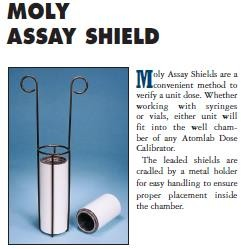 MOLY
ASSAY SHIELD
Moly Assay Shields are a
convenient method to
verify a unit dose. Whether
working with syringes
or vials, either unit will
fit into the well cham-
ber of any Atomlab Dose
Calibrator.
The leaded shields are
cradled by a metal holder
for easy handling to ensure
proper placement inside
the chamber.